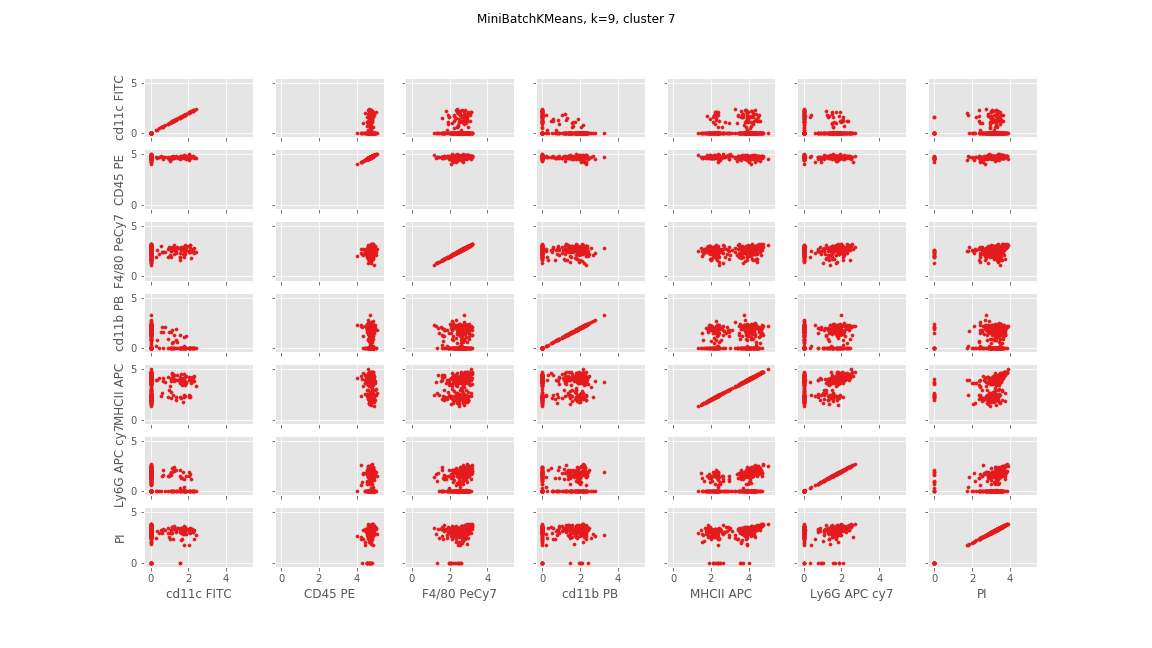 MiniBatchKMeans, k=9, cluster 7
cd11c FITC
5
0
CD45 PE
5
0
F4/80 PeCy7
5
0
cd11b PB
5
0
MHCII APC
5
0
Ly6G APC cy7
5
0
PI
5
0
0 2 4 0 2 4 0 2 4 0 2 4 0 2 4 0 2 4 0 2 4
cd11c FITC CD45 PE F4/80 PeCy7 cd11b PB MHCII APC Ly6G APC cy7 PI